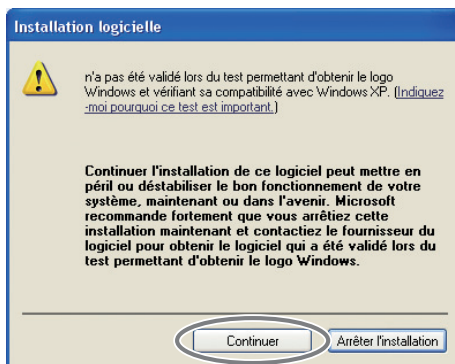 Installation logicielle
n'a pas été validé lors du test permettant d'obtenir le logo
Windows et vérifiant sa compatibilité avec Windows XP. (Indiquez
-moi pourquoi ce test est important.)
Continuer l'installation de ce logiciel peut mettre en
péril ou déstabiliser le bon fonctionnement de votre
système, maintenant ou dans l'avenir. Microsoft
recommande fortement que vous arrêtiez cette
installation maintenant et contactiez le fournisseur du
logiciel pour obtenir le logiciel qui a été validé lors du
test permettant d'obtenir le logo Windows.
Continuer Arrêter l'installation